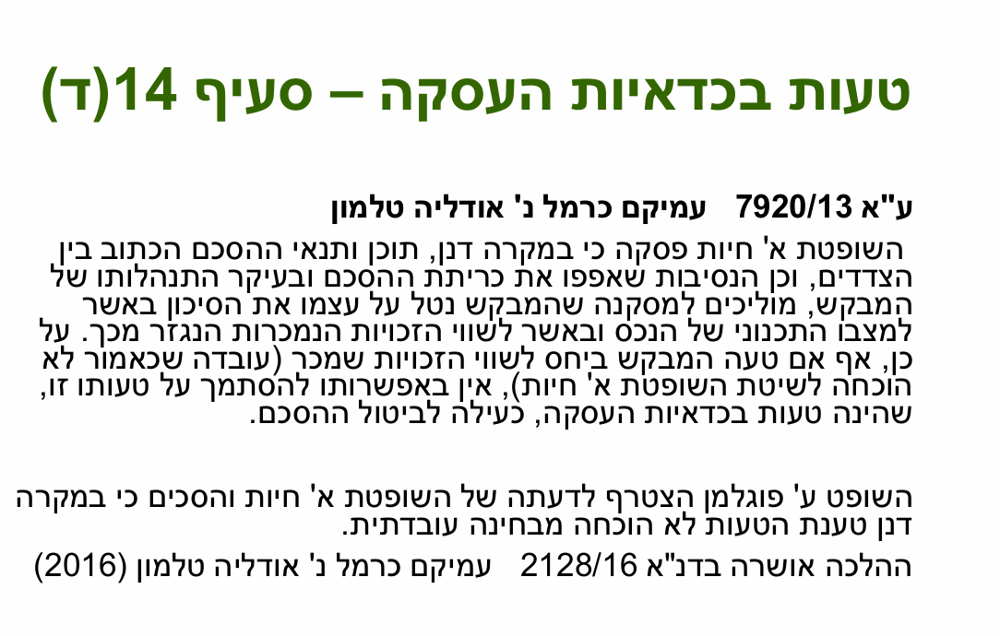 טעות בכדאיות העסקה – סעיף 14(ד)
ע"א 7920/13 עמיקם כרמל נ' אודליה טלמון
השופטת א' חיות פסקה כי במקרה דנן, תוכן ותנאי ההסכם הכתוב בין
הצדדים, וכן הנסיבות שאפפו את כריתת ההסכם ובעיקר התנהלותו של
המבקש, מוליכים למסקנה שהמבקש נטל על עצמו את הסיכון באשר
למצבו התכנוני של הנכס ובאשר לשווי הזכויות הנמכרות הנגזר מכך. על
כן, אף אם טעה המבקש ביחס לשווי הזכויות שמכר (עובדה שכאמור לא
הוכחה לשיטת השופטת א' חיות), אין באפשרותו להסתמך על טעותו זו,
שהינה טעות בכדאיות העסקה, כעילה לביטול ההסכם.
השופט ע' פוגלמן הצטרף לדעתה של השופטת א' חיות והסכים כי במקרה
דנן טענת הטעות לא הוכחה מבחינה עובדתית.
ההלכה אושרה בדנ"א 2128/16 עמיקם כרמל נ' אודליה טלמון (2016)